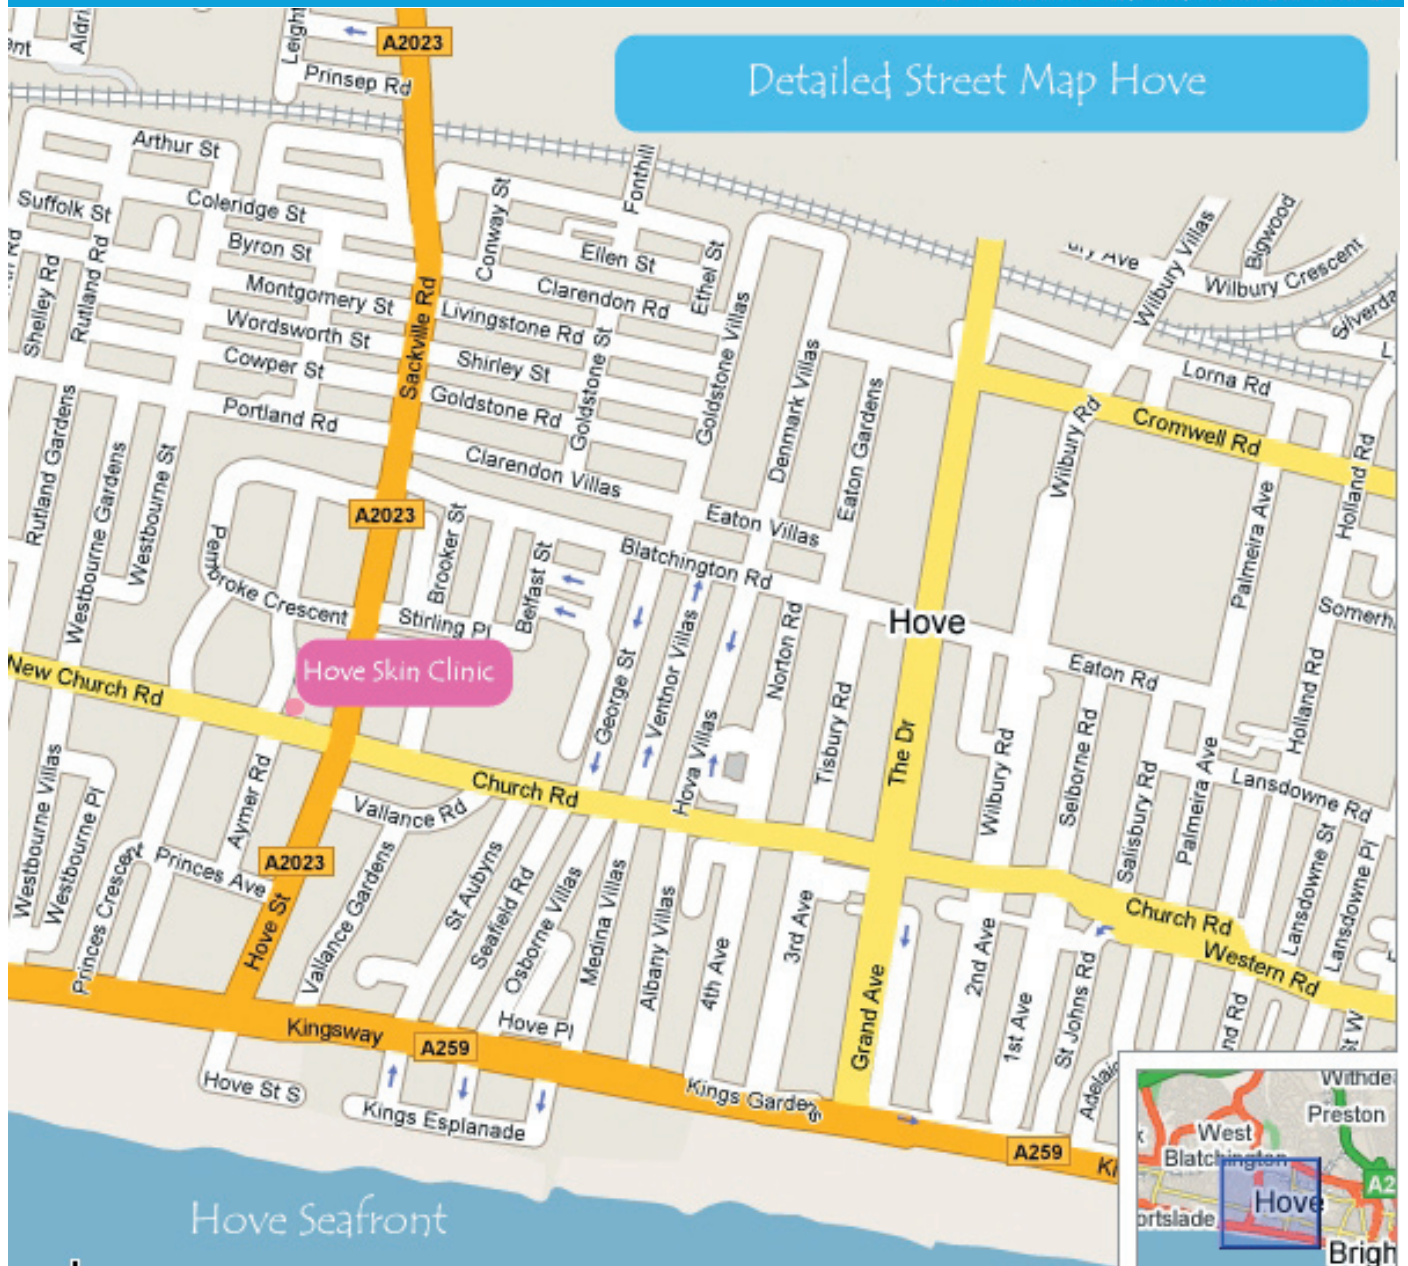 A2023
Detailed Street Map Hove
Prinsep Rd
Arthur St
Fonthill
Suffolk St
Coleridge St
Conway St
Bigwood
Byron St
Ellen St
Ethel St
Wilbury Villas
Wilbury Crescent
Shelley Rd
Rutland Rd
Montgomery St
Sackville Rd
Clarendon Rd
Livingstone Rd
Wordsworth St
Goldstone St
Goldstone Villas
Denmark Villas
Cowper St
Shirley St
Eaton Gardens
Lorna Rd
Portland Rd
Goldstone Rd
Wilbury Rd
Cromwell Rd
Rutland Gardens
Westbourne Gardens
Westbourne St
Clarendon Villas
Holland Rd
A2023
Eaton Villas
Palmeira Ave
Pembroke Crescent
Brooker St
Belfast St
Blatchington Rd
Stirling Pl
Hove
Norton Rd
New Church Rd
Hove Skin Clinic
George St
Ventnor Villas
Hova Villas
Tisbury Rd
The Dr
Eaton Rd
Holland Rd
Westbourne Villas
Westbourne Pl
Aymer Rd
Church Rd
Vallance Rd
Wilbury Rd
Selborne Rd
Salisbury Rd
Palmeira Ave
Lansdowne Rd
Lansdowne St
Lansdowne Pl
Princes Crescent
Princes Ave
A2023
Hove St
Vallance Gardens
St Aubyns
Seafield Rd
Osborne Villas
Medina Villas
Albany Villas
4th Ave
3rd Ave
Grand Ave
2nd Ave
1st Ave
St Johns Rd
Church Rd
Western Rd
Kingsway
A259
Hove Pl
Hove St S
Kings Esplanade
Kings Gardens
A259
Hove Seafront
Preston
West
Blatchington
Hove